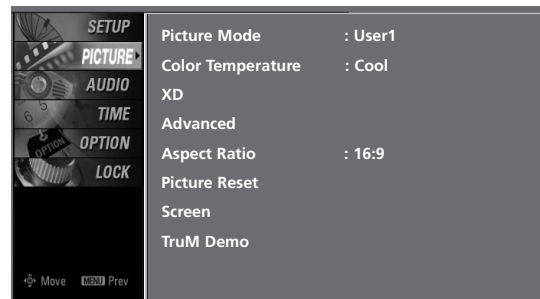 SETUP
PICTURE
AUDIO
TIME
OPTION
LOCK
Move MENU Prev
Picture Mode : User1
Color Temperature : Cool
XD
Advanced
Aspect Ratio : 16:9
Picture Reset
Screen
TruM Demo